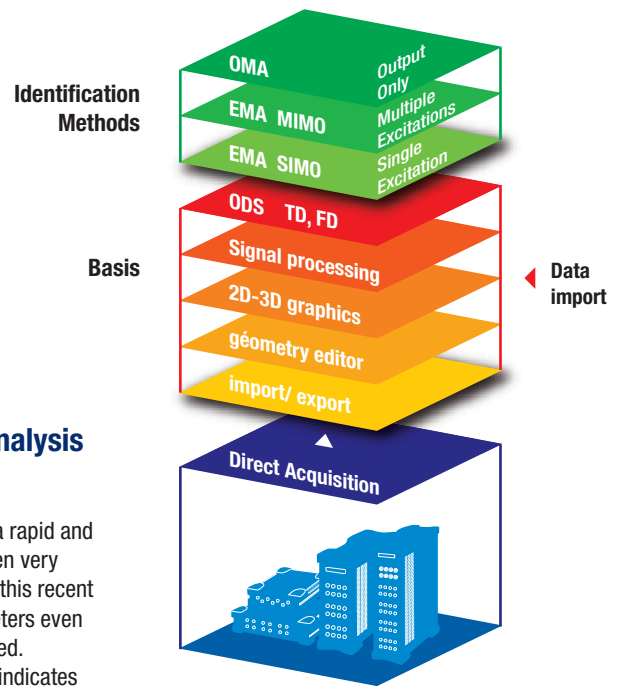 OMA Output Only
Identification Methods
EMA MIMO Multiple Excitations
EMA SIMO Single Excitation
ODS TD, FD
Basis
Signal processing
Data import
2D-3D graphics
géometry editor
import/ export
nalysis
Direct Acquisition
a rapid and
en very
this recent
ters even
ed.
indicates